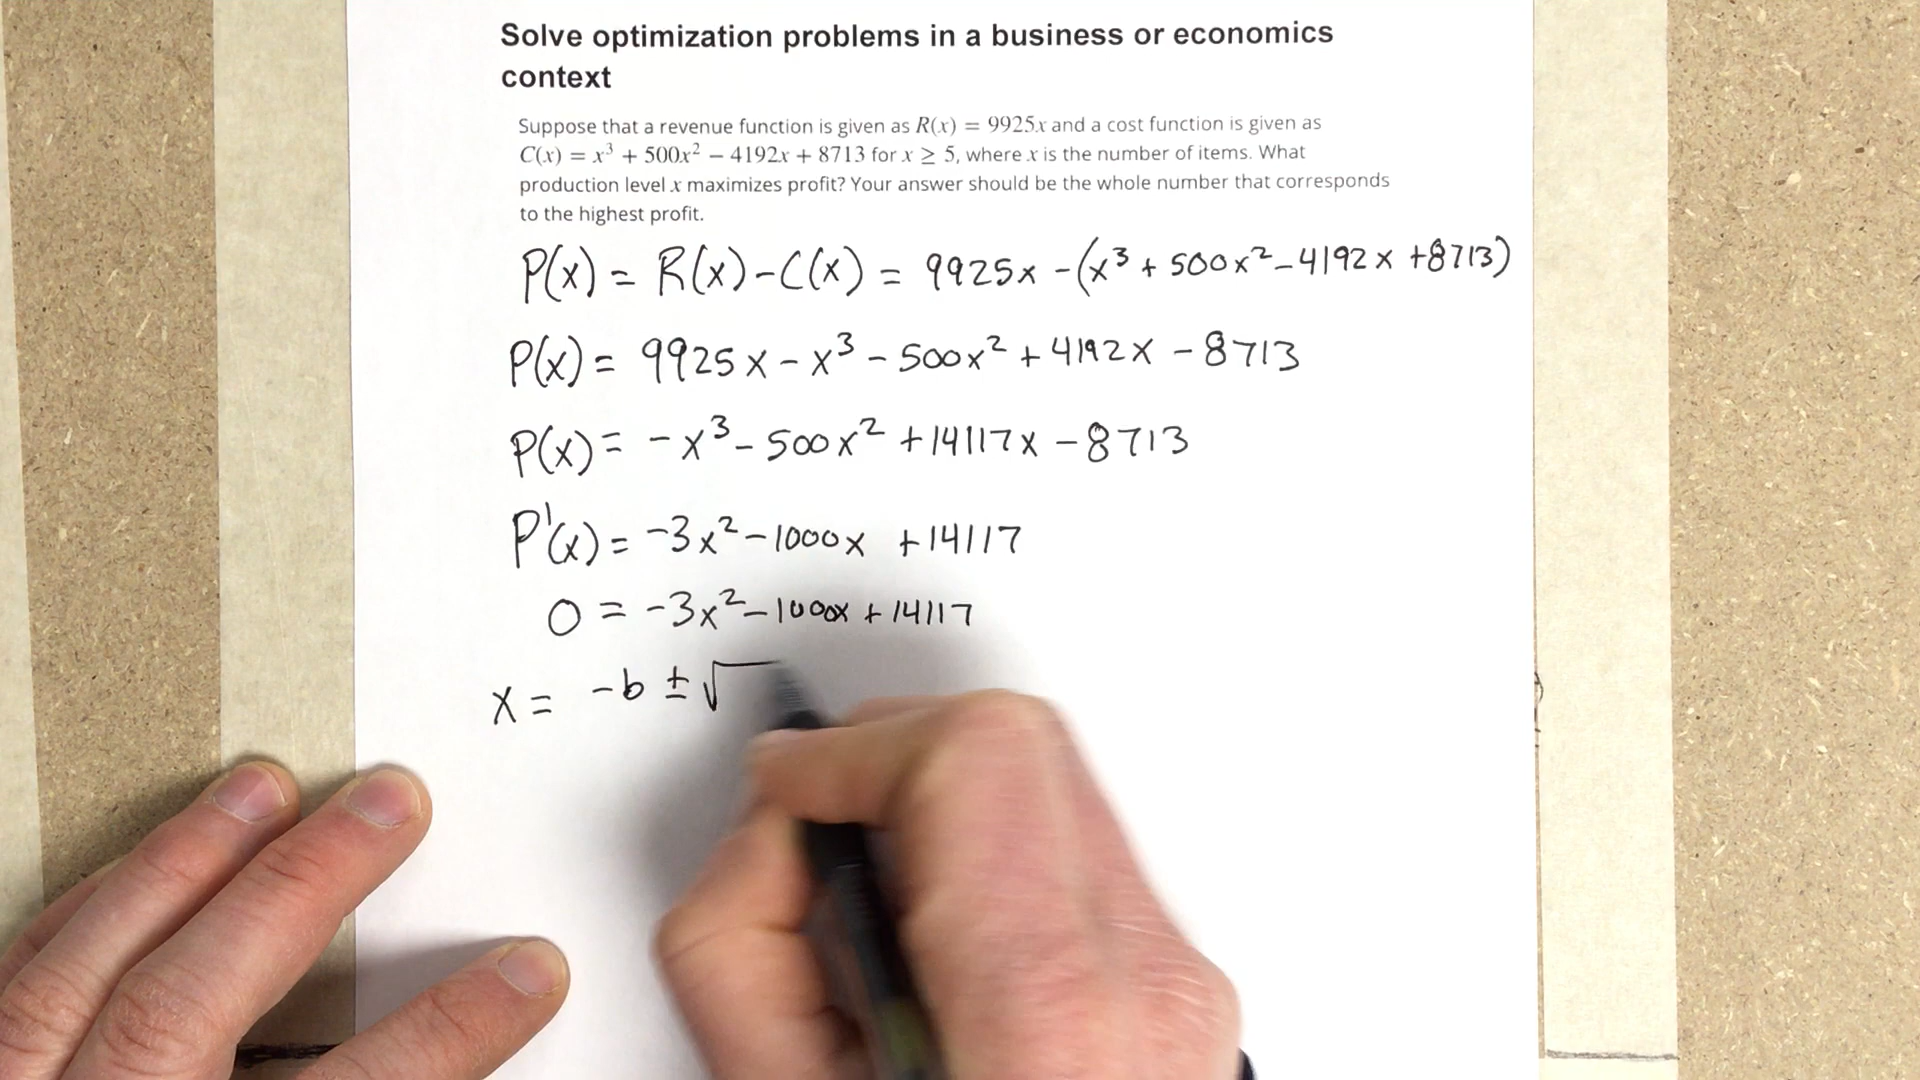 Solve optimization problems in a business or economics
context
Suppose that a revenue function is given as R(x) = 9925x and a cost function is given as
C(x) = x³ + 500x² − 4192x + 8713 for x ≥ 5, where x is the number of items. What
production level x maximizes profit? Your answer should be the whole number that corresponds
to the highest profit.
P(x) = R(x) - C(x) = 9925x - (x³ + 500x² - 4192x + 8713)
P(x) = 9925x - x³ - 500x² + 4192x - 8713
P(x) = -x³ - 500x² + 14117x - 8713
P'(x) = -3x² - 1000x + 14117
0 = -3x² - 1000x + 14117
x = -b ± √